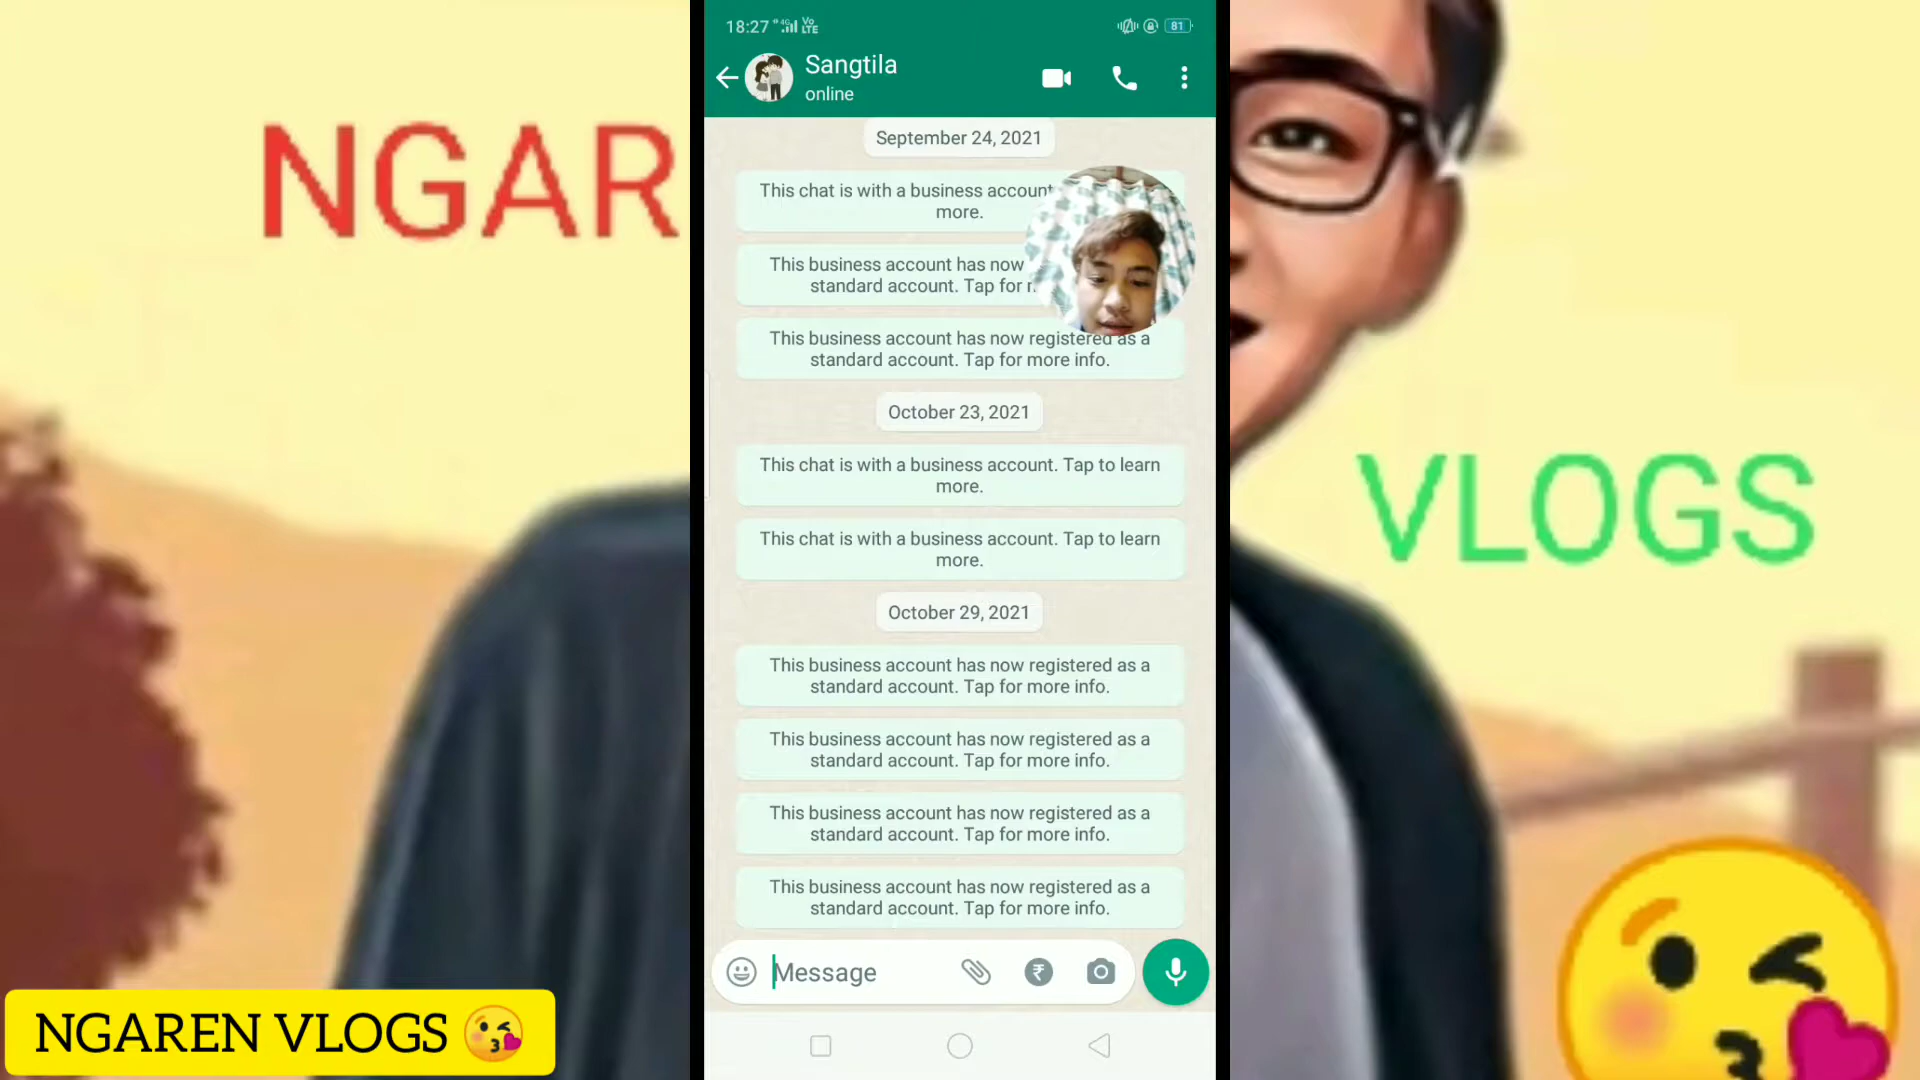 NGAR
VLOGS
NGAREN VLOGS
18:27
4G
Vo
LTE
81
Sangtila
online
September 24, 2021
This chat is with a business account
more.
This business account has now
standard account. Tap for
This business account has now registered as a
standard account. Tap for more info.
October 23, 2021
This chat is with a business account. Tap to learn
more.
This chat is with a business account. Tap to learn
more.
October 29, 2021
This business account has now registered as a
standard account. Tap for more info.
This business account has now registered as a
standard account. Tap for more info.
This business account has now registered as a
standard account. Tap for more info.
This business account has now registered as a
standard account. Tap for more info.
Message
₹